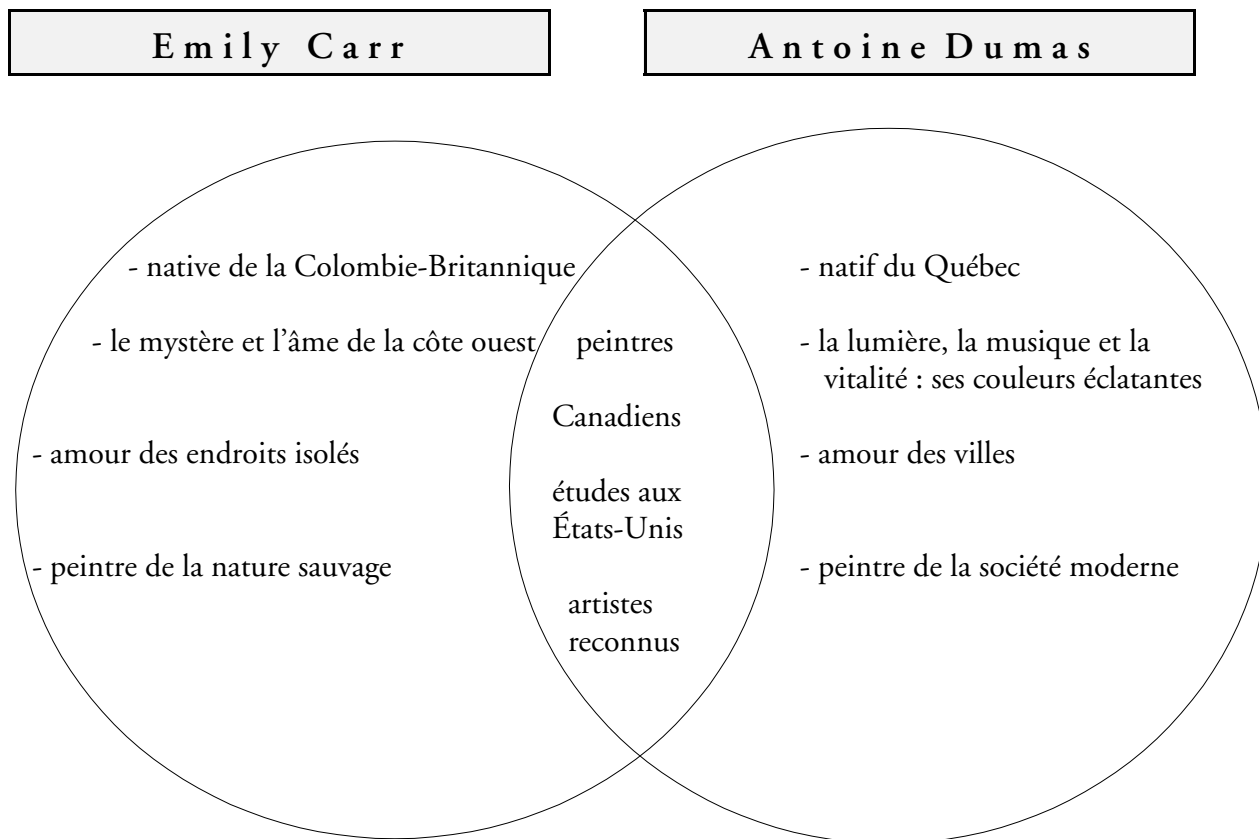 Emily Carr
Antoine Dumas
- native de la Colombie-Britannique
- le mystère et l’âme de la côte ouest
- amour des endroits isolés
- peintre de la nature sauvage
peintres
Canadiens
études aux
États-Unis
artistes
reconnus
- natif du Québec
- la lumière, la musique et la
vitalité : ses couleurs éclatantes
- amour des villes
- peintre de la société moderne